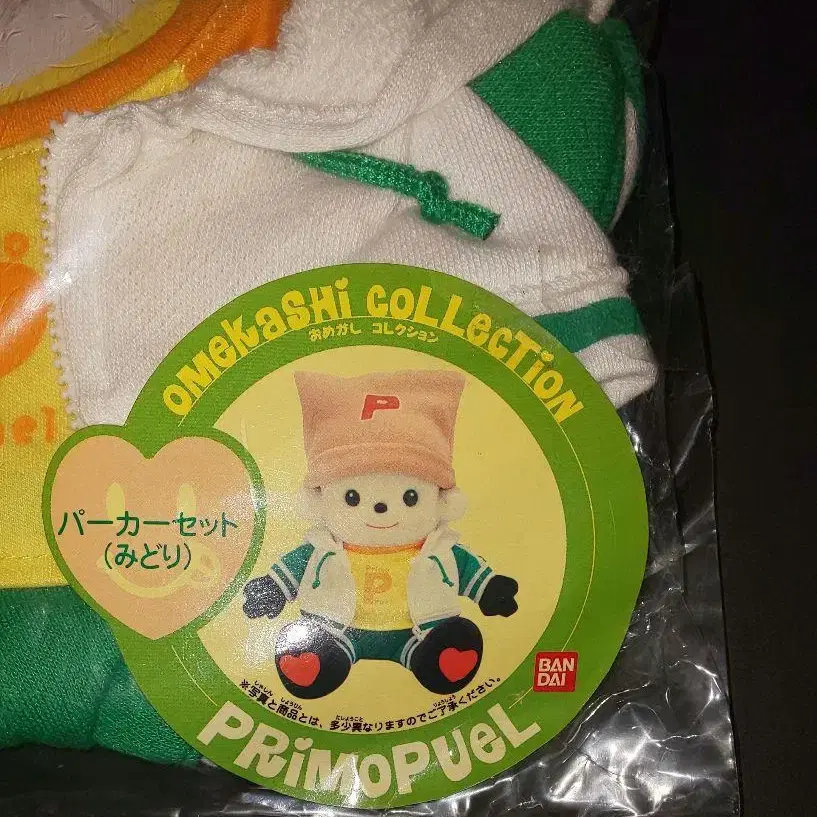 OMEKASHi COLLECTiON
おめかし コレクション
P
パーカーセット
(みどり)
P
BAN
DAI
※写真と商品とは、多少異なりますのでご了承ください。
PRiMOPUEL